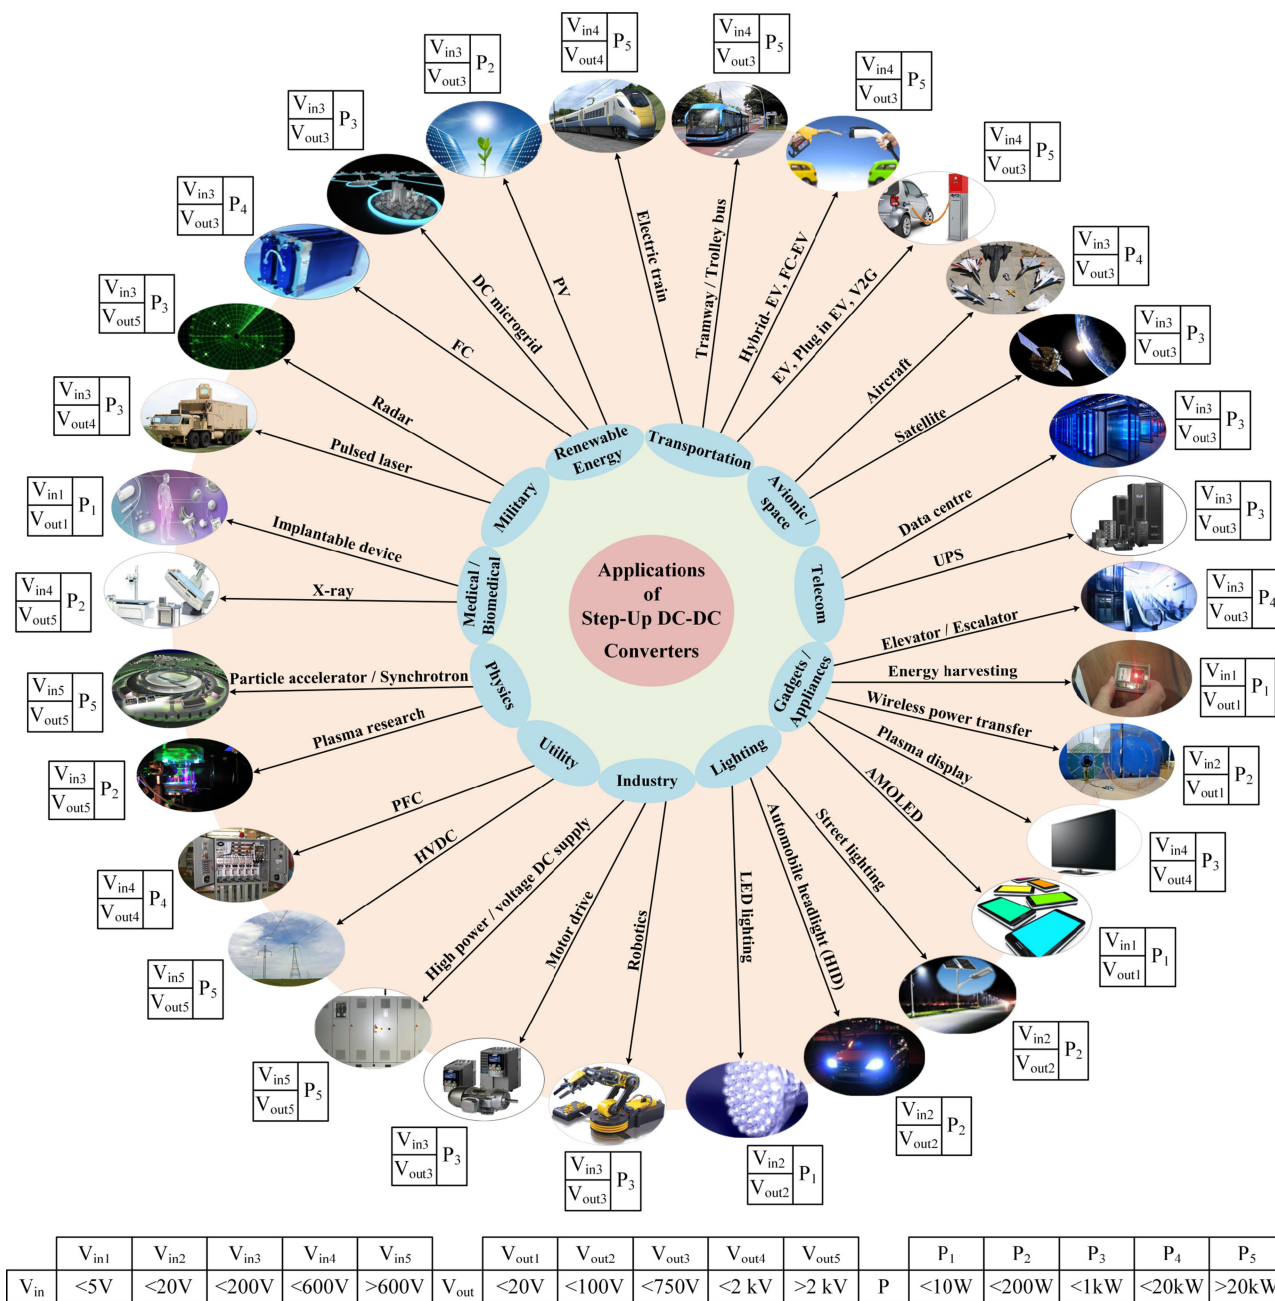 Applications
of
Step-Up DC-DC
Converters
Renewable
Energy
Transportation
Avionic /
space
Telecom
Gadgets /
Appliances
Lighting
Industry
Utility
Physics
Medical /
Biomedical
Military
Electric train
Tramway / Trolley bus
Hybrid- EV, FC-EV
EV, Plug in EV, V2G
Aircraft
Satellite
Data centre
UPS
Elevator / Escalator
Energy harvesting
Wireless power transfer
Plasma display
AMOLED
Street lighting
Automobile headlight (HID)
LED lighting
Robotics
Motor drive
High power / voltage DC supply
HVDC
PFC
Plasma research
Particle accelerator / Synchrotron
X-ray
Implantable device
Pulsed laser
Radar
FC
DC microgrid
PV
Vin4 Vout4 P5
Vin4 Vout3 P5
Vin4 Vout3 P5
Vin4 Vout3 P5
Vin3 Vout3 P4
Vin3 Vout3 P3
Vin3 Vout3 P3
Vin3 Vout3 P3
Vin3 Vout3 P4
Vin1 Vout1 P1
Vin2 Vout1 P2
Vin4 Vout4 P3
Vin1 Vout1 P1
Vin2 Vout2 P2
Vin2 Vout2 P2
Vin2 Vout2 P1
Vin3 Vout3 P3
Vin3 Vout3 P3
Vin5 Vout5 P5
Vin5 Vout5 P5
Vin4 Vout4 P4
Vin3 Vout5 P2
Vin5 Vout5 P5
Vin4 Vout5 P2
Vin1 Vout1 P1
Vin3 Vout4 P3
Vin3 Vout5 P3
Vin3 Vout3 P4
Vin3 Vout3 P3
Vin3 Vout3 P2
Vin1 Vin2 Vin3 Vin4 Vin5 Vout1 Vout2 Vout3 Vout4 Vout5 P1 P2 P3 P4 P5
Vin <5V <20V <200V <600V >600V Vout <20V <100V <750V <2 kV >2 kV P <10W <200W <1kW <20kW >20kW